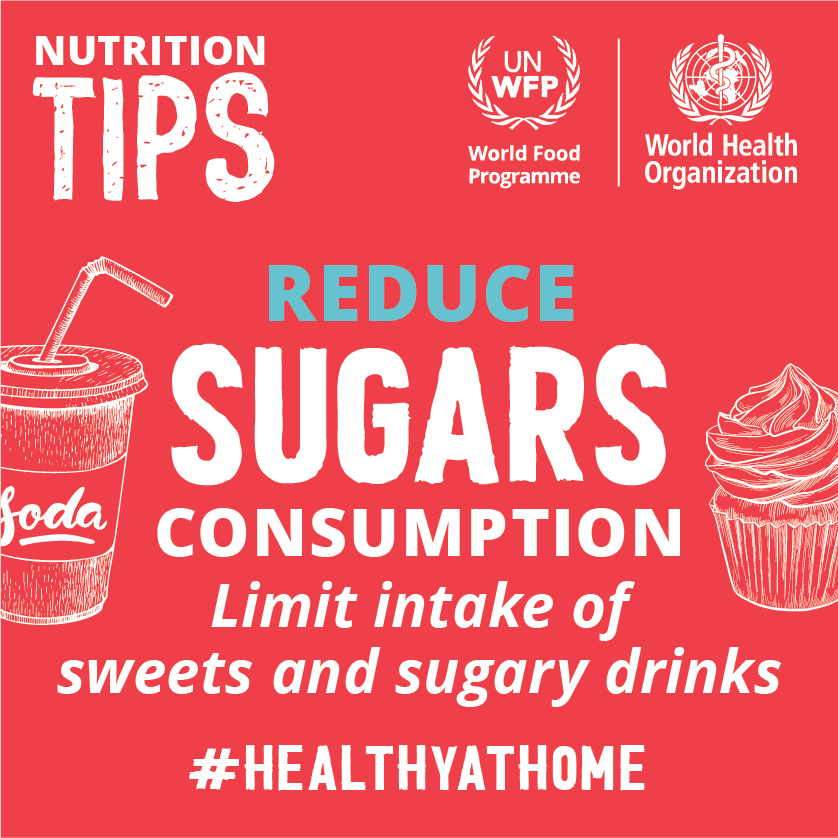 NUTRITION
TIPS
UN
WFP
World Food
Programme
World Health
Organization
REDUCE
SUGARS
CONSUMPTION
Limit intake of
sweets and sugary drinks
Soda
#HEALTHYATHOME